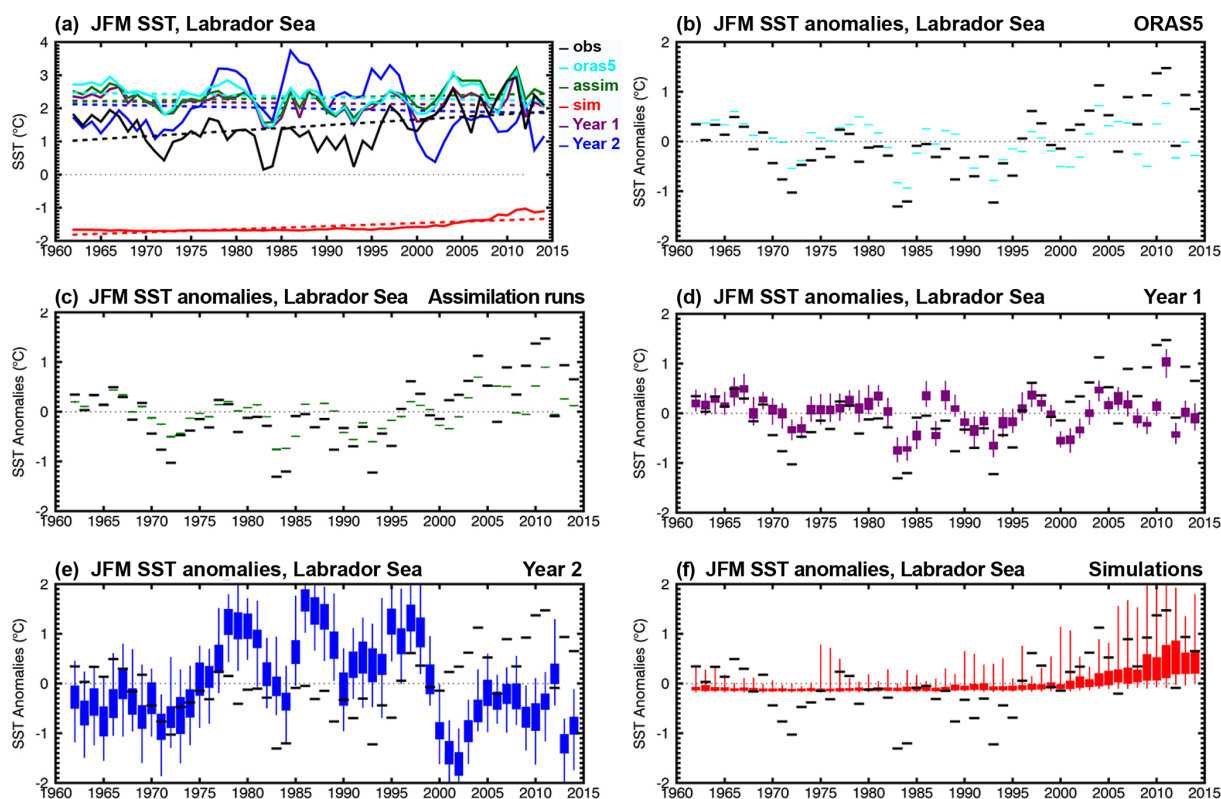 (a) JFM SST, Labrador Sea
4
3
2
1
0
-1
-2
SST (°C)
1960 1965 1970 1975 1980 1985 1990 1995 2000 2005 2010 2015
obs
oras5
assim
sim
Year 1
Year 2
(b) JFM SST anomalies, Labrador Sea ORAS5
2
1
0
-1
-2
SST Anomalies (°C)
1960 1965 1970 1975 1980 1985 1990 1995 2000 2005 2010 2015
(c) JFM SST anomalies, Labrador Sea Assimilation runs
2
1
0
-1
-2
SST Anomalies (°C)
1960 1965 1970 1975 1980 1985 1990 1995 2000 2005 2010 2015
(d) JFM SST anomalies, Labrador Sea Year 1
2
1
0
-1
-2
SST Anomalies (°C)
1960 1965 1970 1975 1980 1985 1990 1995 2000 2005 2010 2015
(e) JFM SST anomalies, Labrador Sea Year 2
2
1
0
-1
-2
SST Anomalies (°C)
1960 1965 1970 1975 1980 1985 1990 1995 2000 2005 2010 2015
(f) JFM SST anomalies, Labrador Sea Simulations
2
1
0
-1
-2
SST Anomalies (°C)
1960 1965 1970 1975 1980 1985 1990 1995 2000 2005 2010 2015